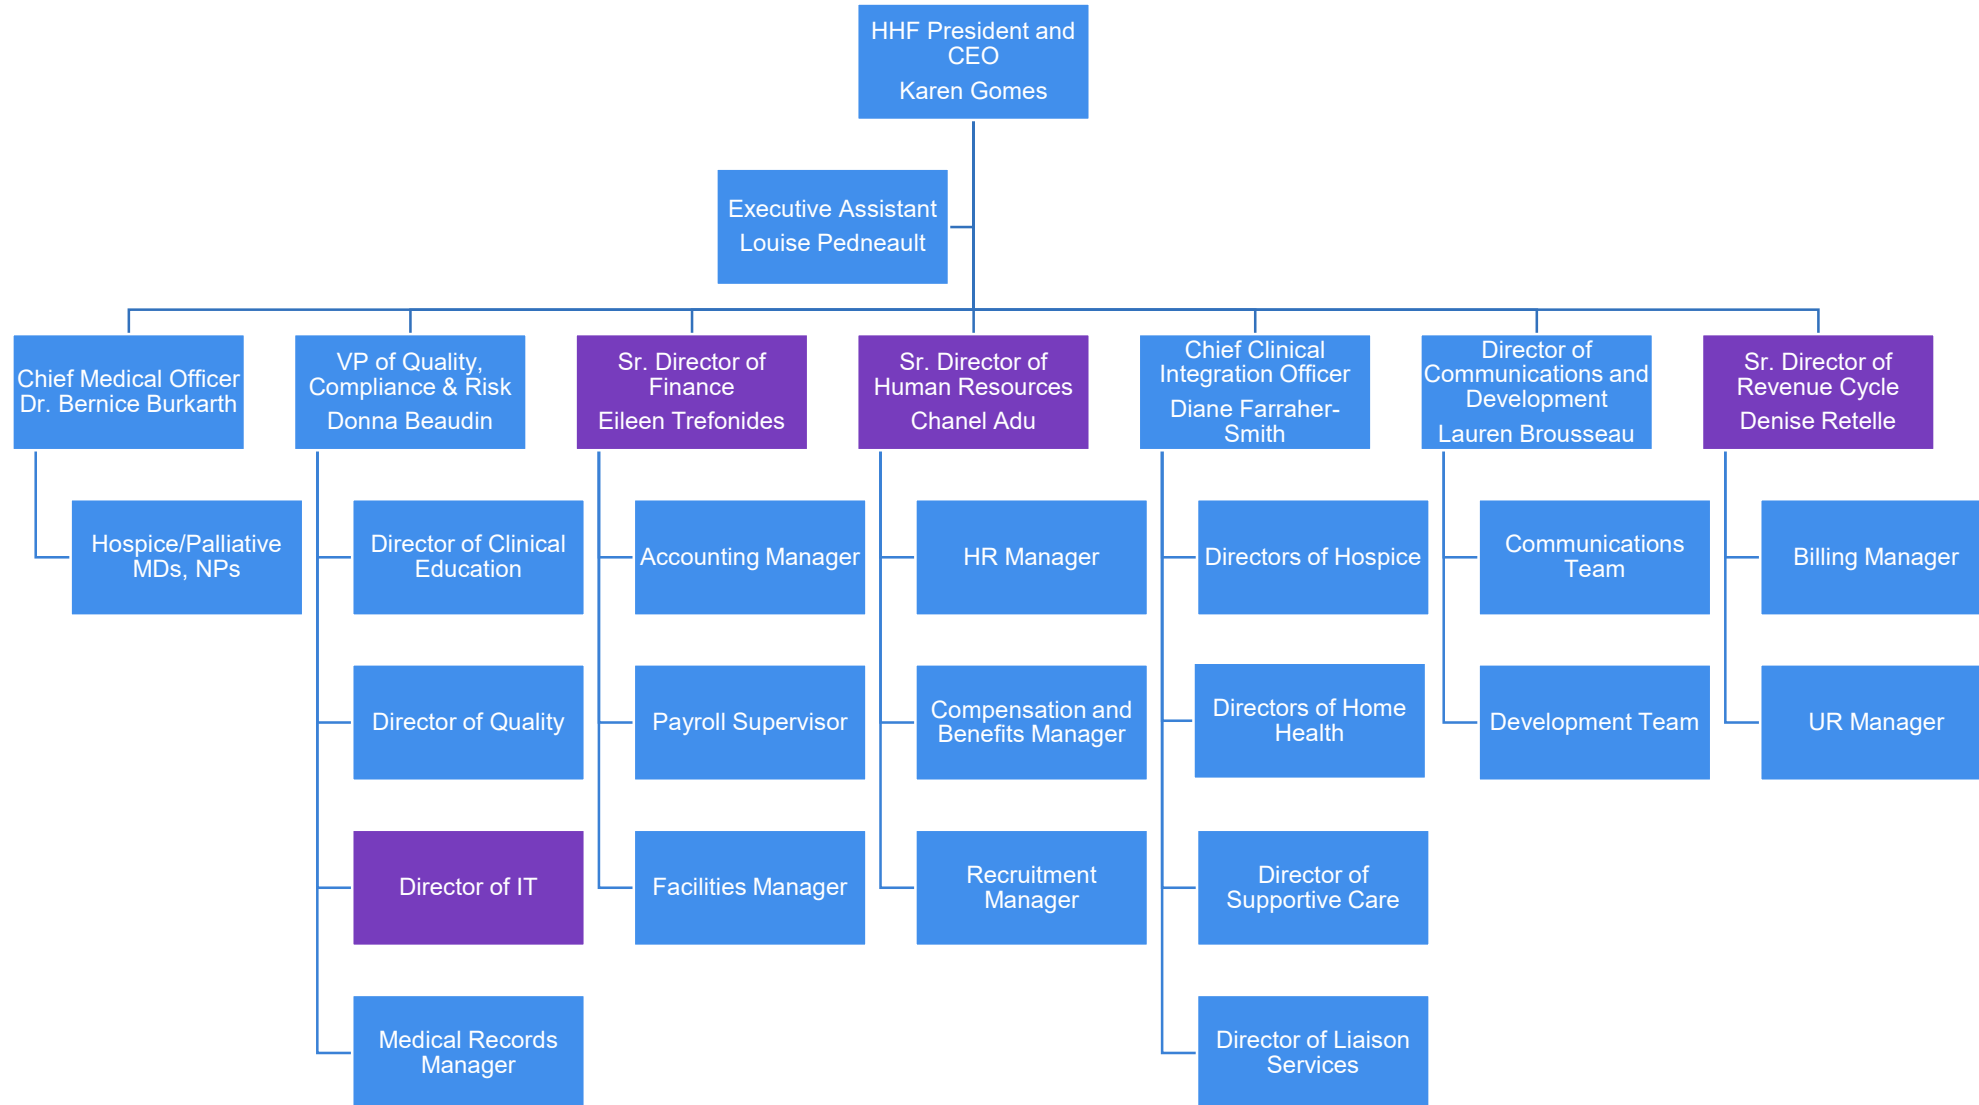 HHF President and
CEO
Karen Gomes
Executive Assistant
Louise Pedneault
Chief Medical Officer
Dr. Bernice Burkarth
VP of Quality,
Compliance & Risk
Donna Beaudin
Sr. Director of
Finance
Eileen Trefonides
Sr. Director of
Human Resources
Chanel Adu
Chief Clinical
Integration Officer
Diane Farraher-
Smith
Director of
Communications and
Development
Lauren Brousseau
Sr. Director of
Revenue Cycle
Denise Retelle
Hospice/Palliative
MDs, NPs
Director of Clinical
Education
Accounting Manager
HR Manager
Directors of Hospice
Communications
Team
Billing Manager
Director of Quality
Payroll Supervisor
Compensation and
Benefits Manager
Directors of Home
Health
Development Team
UR Manager
Director of IT
Facilities Manager
Recruitment
Manager
Director of
Supportive Care
Medical Records
Manager
Director of Liaison
Services